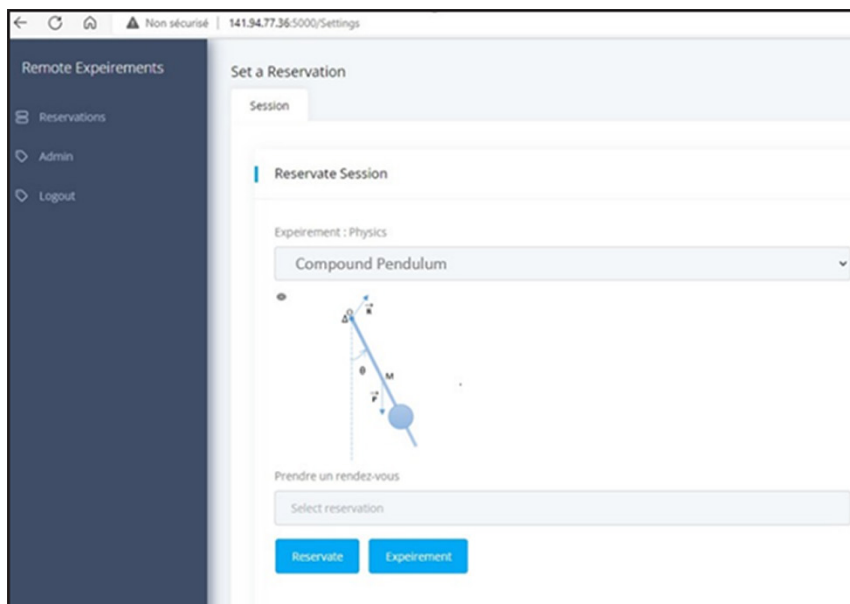 Non sécurisé | 141.94.77.36:5000/Settings
Remote Expeirements
Reservations
Admin
Logout
Set a Reservation
Session
Reservate Session
Expeirement : Physics
Compound Pendulum
R
Δ O
θ
M
P
Prendre un rendez-vous
Select reservation
Reservate Expeirement